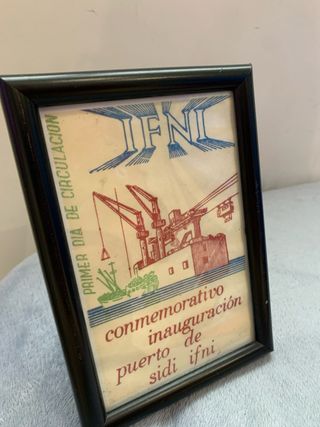 IFNI
PRIMER DIA DE CIRCULACION
conmemorativo
inauguración
puerto de
sidi ifni